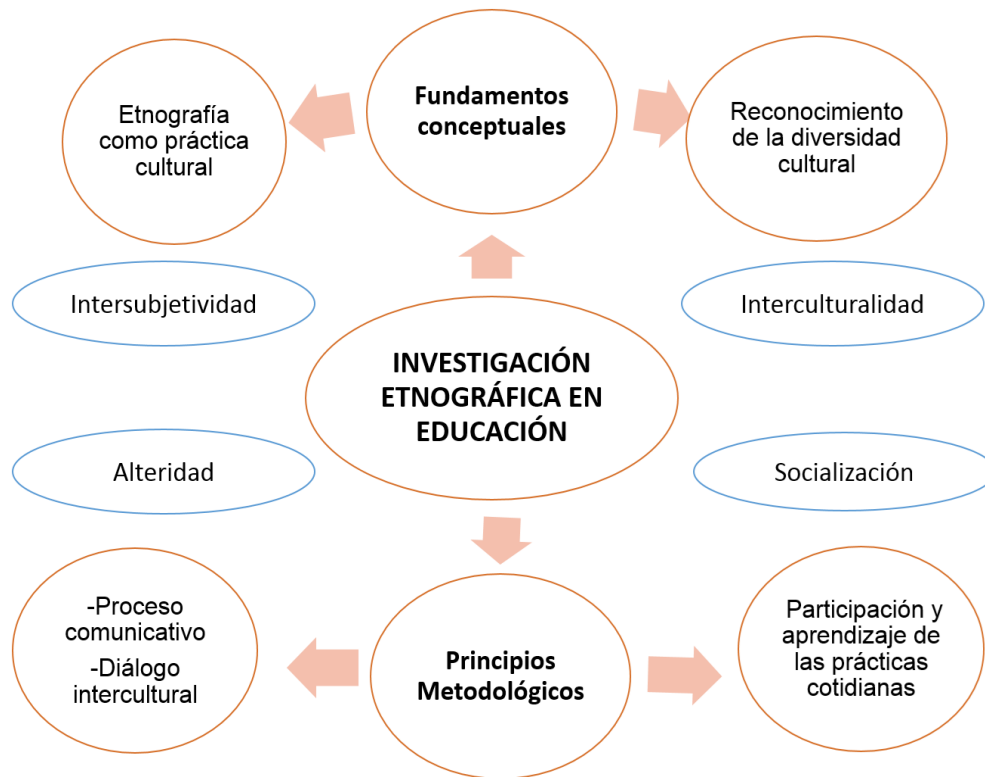 Etnografía
como práctica
cultural
Fundamentos
conceptuales
Reconocimiento
de la diversidad
cultural
Intersubjetividad
Interculturalidad
INVESTIGACIÓN
ETNOGRÁFICA EN
EDUCACIÓN
Alteridad
Socialización
-Proceso
comunicativo
-Diálogo
intercultural
Principios
Metodológicos
Participación y
aprendizaje de
las prácticas
cotidianas